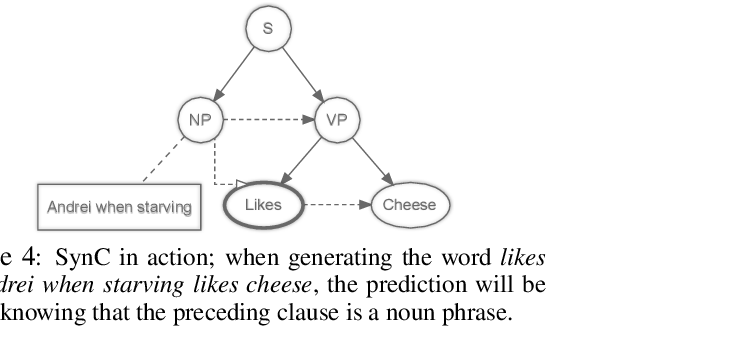 S
NP
VP
Andrei when starving
Likes
Cheese
e 4: SynC in action; when generating the word likes
drei when starving likes cheese, the prediction will be
knowing that the preceding clause is a noun phrase.